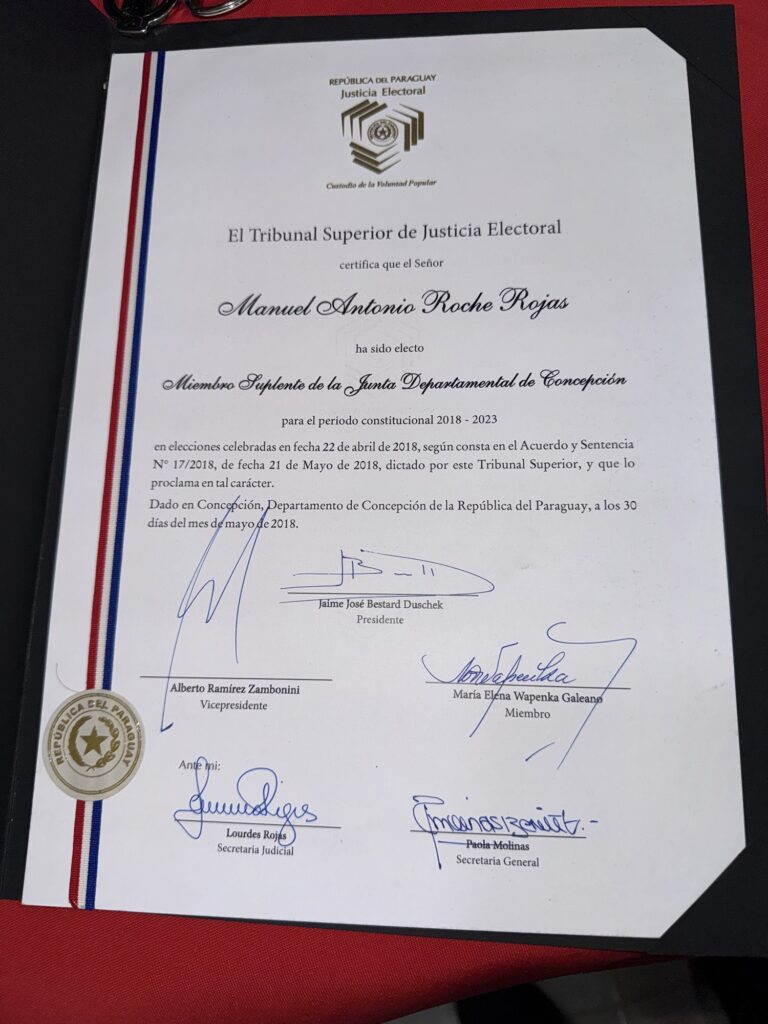 REPÚBLICA DEL PARAGUAY
Justicia Electoral
Custodio de la Voluntad Popular
El Tribunal Superior de Justicia Electoral
certifica que el Señor
Manuel Antonio Roche Rojas
ha sido electo
Miembro Suplente de la Junta Departamental de Concepción
para el periodo constitucional 2018 - 2023
en elecciones celebradas en fecha 22 de abril de 2018, según consta en el Acuerdo y Sentencia
N° 17/2018, de fecha 21 de Mayo de 2018, dictado por este Tribunal Superior, y que lo
proclama en tal carácter.
Dado en Concepción, Departamento de Concepción de la República del Paraguay, a los 30
días del mes de mayo de 2018.
Jaime José Bestard Duschek
Presidente
Alberto Ramírez Zambonini
Vicepresidente
María Elena Wapenka Galeano
Miembro
REPÚBLICA DEL PARAGUAY
Ante mi:
Lourdes Rojas
Secretaria Judicial
Paola Molinas
Secretaria General